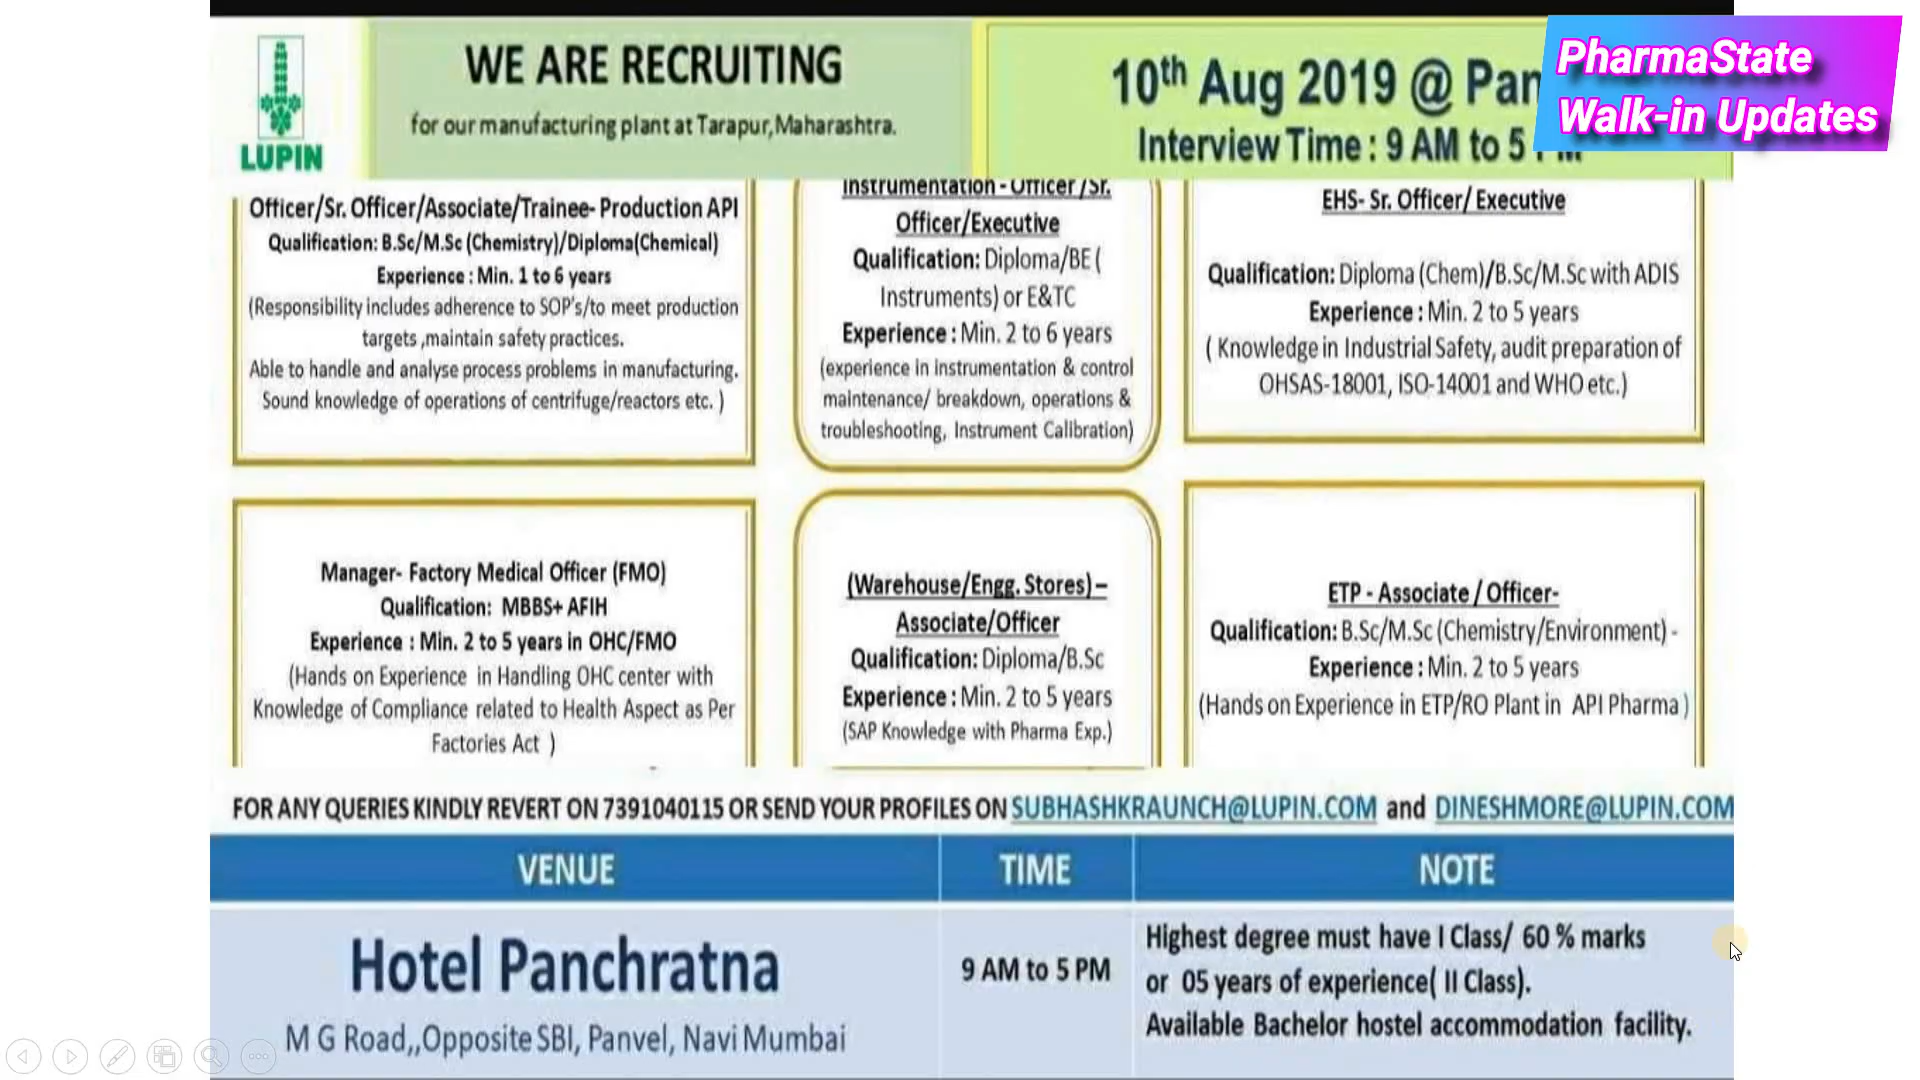 LUPIN
WE ARE RECRUITING
for our manufacturing plant at Tarapur,Maharashtra.
10th Aug 2019 @ Pan
Interview Time : 9 AM to 5 PM
PharmaState
Walk-in Updates
Officer/Sr. Officer/Associate/Trainee- Production API
Qualification: B.Sc/M.Sc (Chemistry)/Diploma(Chemical)
Experience : Min. 1 to 6 years
(Responsibility includes adherence to SOP's/to meet production
targets ,maintain safety practices.
Able to handle and analyse process problems in manufacturing.
Sound knowledge of operations of centrifuge/reactors etc. )
Instrumentation - Officer /Sr.
Officer/Executive
Qualification: Diploma/BE (
Instruments) or E&TC
Experience : Min. 2 to 6 years
(experience in instrumentation & control
maintenance/ breakdown, operations &
troubleshooting, Instrument Calibration)
EHS- Sr. Officer/ Executive
Qualification: Diploma (Chem)/B.Sc/M.Sc with ADIS
Experience : Min. 2 to 5 years
( Knowledge in Industrial Safety, audit preparation of
OHSAS-18001, ISO-14001 and WHO etc.)
Manager- Factory Medical Officer (FMO)
Qualification: MBBS+ AFIH
Experience : Min. 2 to 5 years in OHC/FMO
(Hands on Experience in Handling OHC center with
Knowledge of Compliance related to Health Aspect as Per
Factories Act )
(Warehouse/Engg. Stores) –
Associate/Officer
Qualification: Diploma/B.Sc
Experience : Min. 2 to 5 years
(SAP Knowledge with Pharma Exp.)
ETP - Associate / Officer-
Qualification: B.Sc/M.Sc (Chemistry/Environment) -
Experience : Min. 2 to 5 years
(Hands on Experience in ETP/RO Plant in API Pharma )
FOR ANY QUERIES KINDLY REVERT ON 7391040115 OR SEND YOUR PROFILES ON SUBHASHKRAUNCH@LUPIN.COM and DINESHMORE@LUPIN.COM
VENUE
TIME
NOTE
Hotel Panchratna
M G Road,,Opposite SBI, Panvel, Navi Mumbai
9 AM to 5 PM
Highest degree must have I Class/ 60 % marks
or 05 years of experience( II Class).
Available Bachelor hostel accommodation facility.